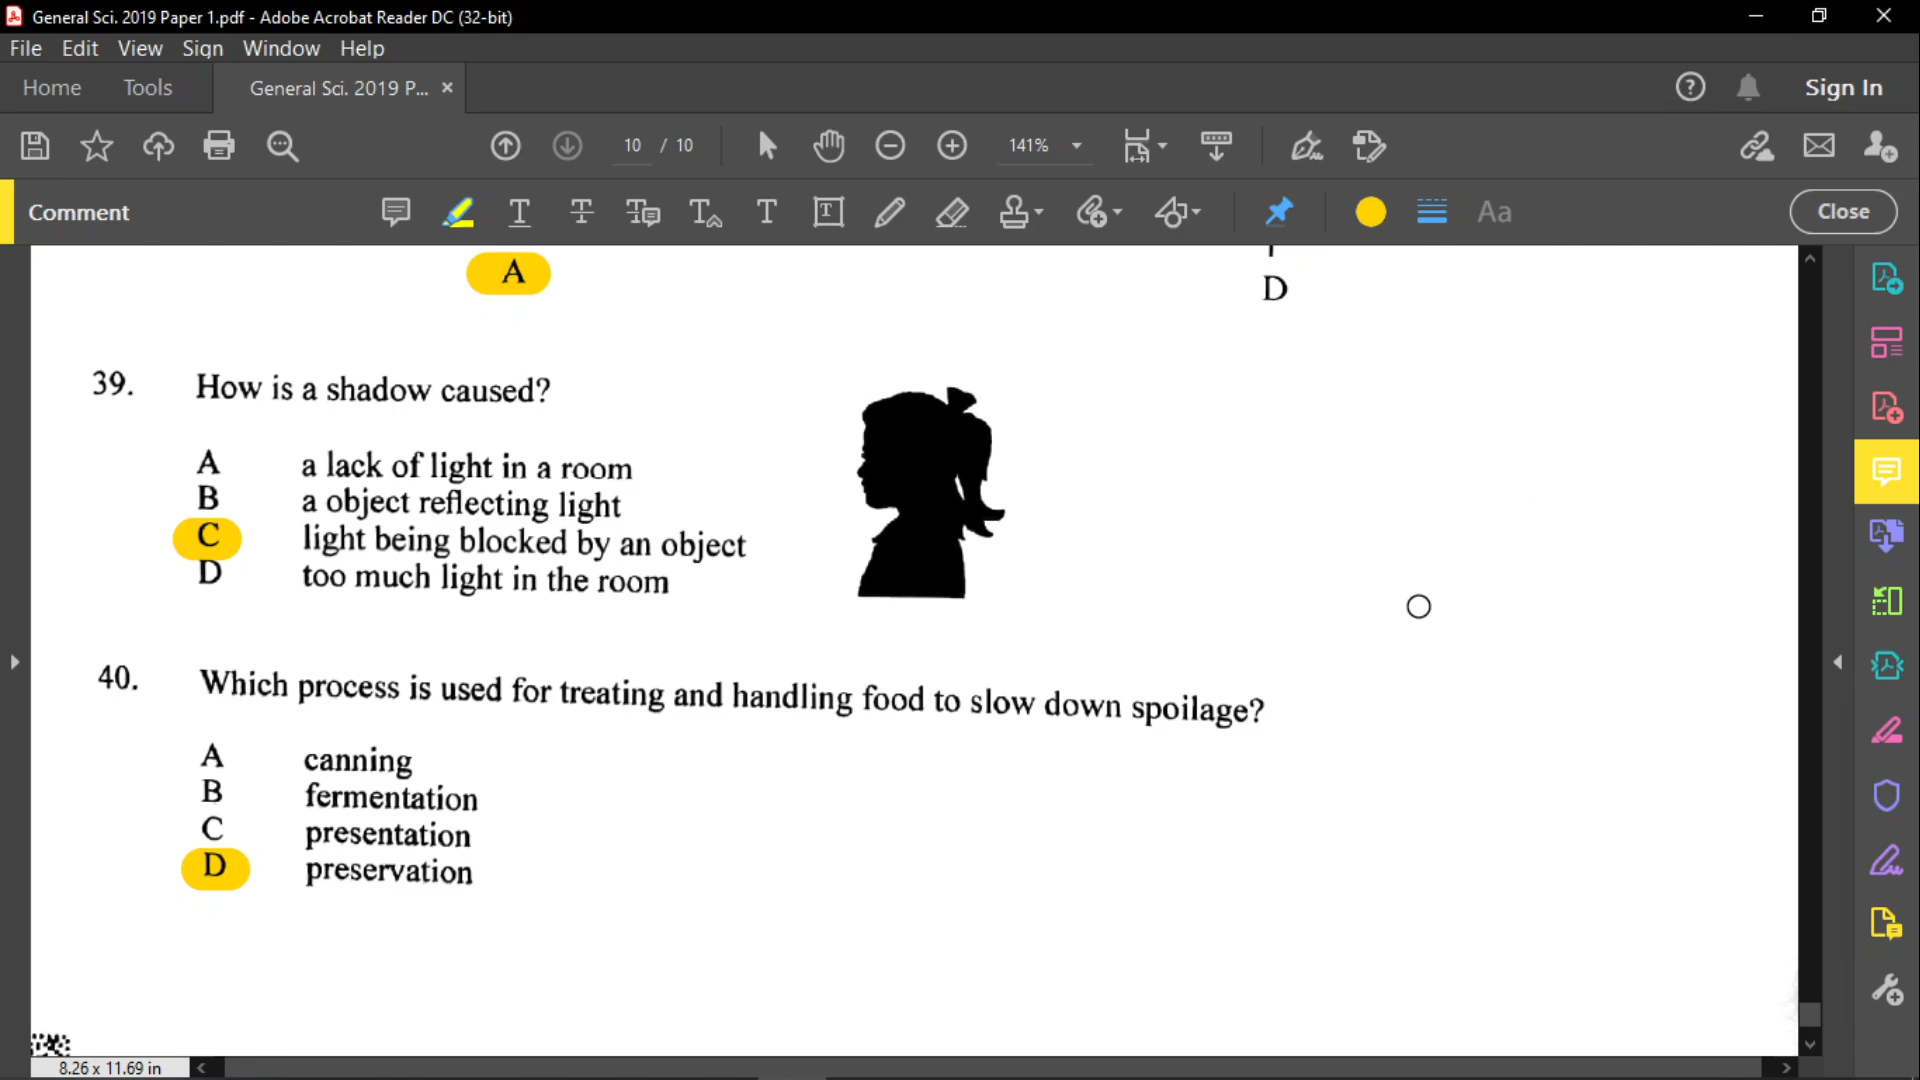 General Sci. 2019 Paper 1.pdf - Adobe Acrobat Reader DC (32-bit)
File Edit View Sign Window Help
Home Tools General Sci. 2019 P... × Sign In
10 / 10 141%
Comment Aa Close
A
D
39. How is a shadow caused?
A a lack of light in a room
B a object reflecting light
C light being blocked by an object
D too much light in the room
40. Which process is used for treating and handling food to slow down spoilage?
A canning
B fermentation
C presentation
D preservation
8.26 x 11.69 in